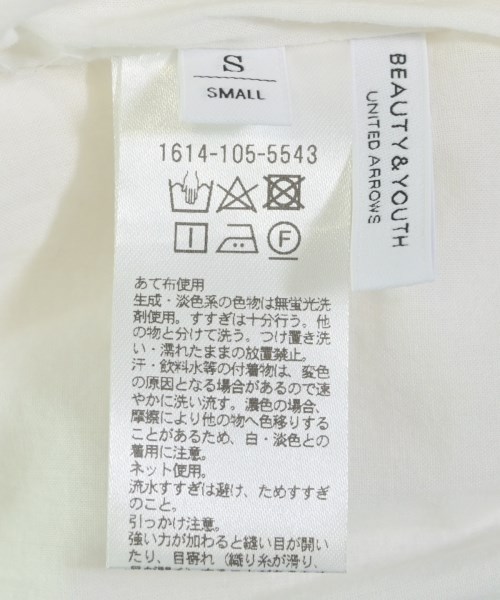 S
SMALL
BEAUTY & YOUTH
UNITED ARROWS
1614-105-5543
F
あて布使用
生成・淡色系の色物は無蛍光洗
剤使用。すすぎは十分行う。他
の物と分けて洗う。つけ置き洗
い・濡れたままの放置禁止。
汗・飲料水等の付着物は、変色
の原因となる場合があるので速
やかに洗い流す。濃色の場合、
摩擦により他の物へ色移りする
ことがあるため、白・淡色との
着用に注意。
ネット使用。
流水すすぎは避け、ためすすぎ
のこと。
引っかけ注意。
強い力が加わると縫い目が開い
たり、目寄れ（織り糸が滑り、